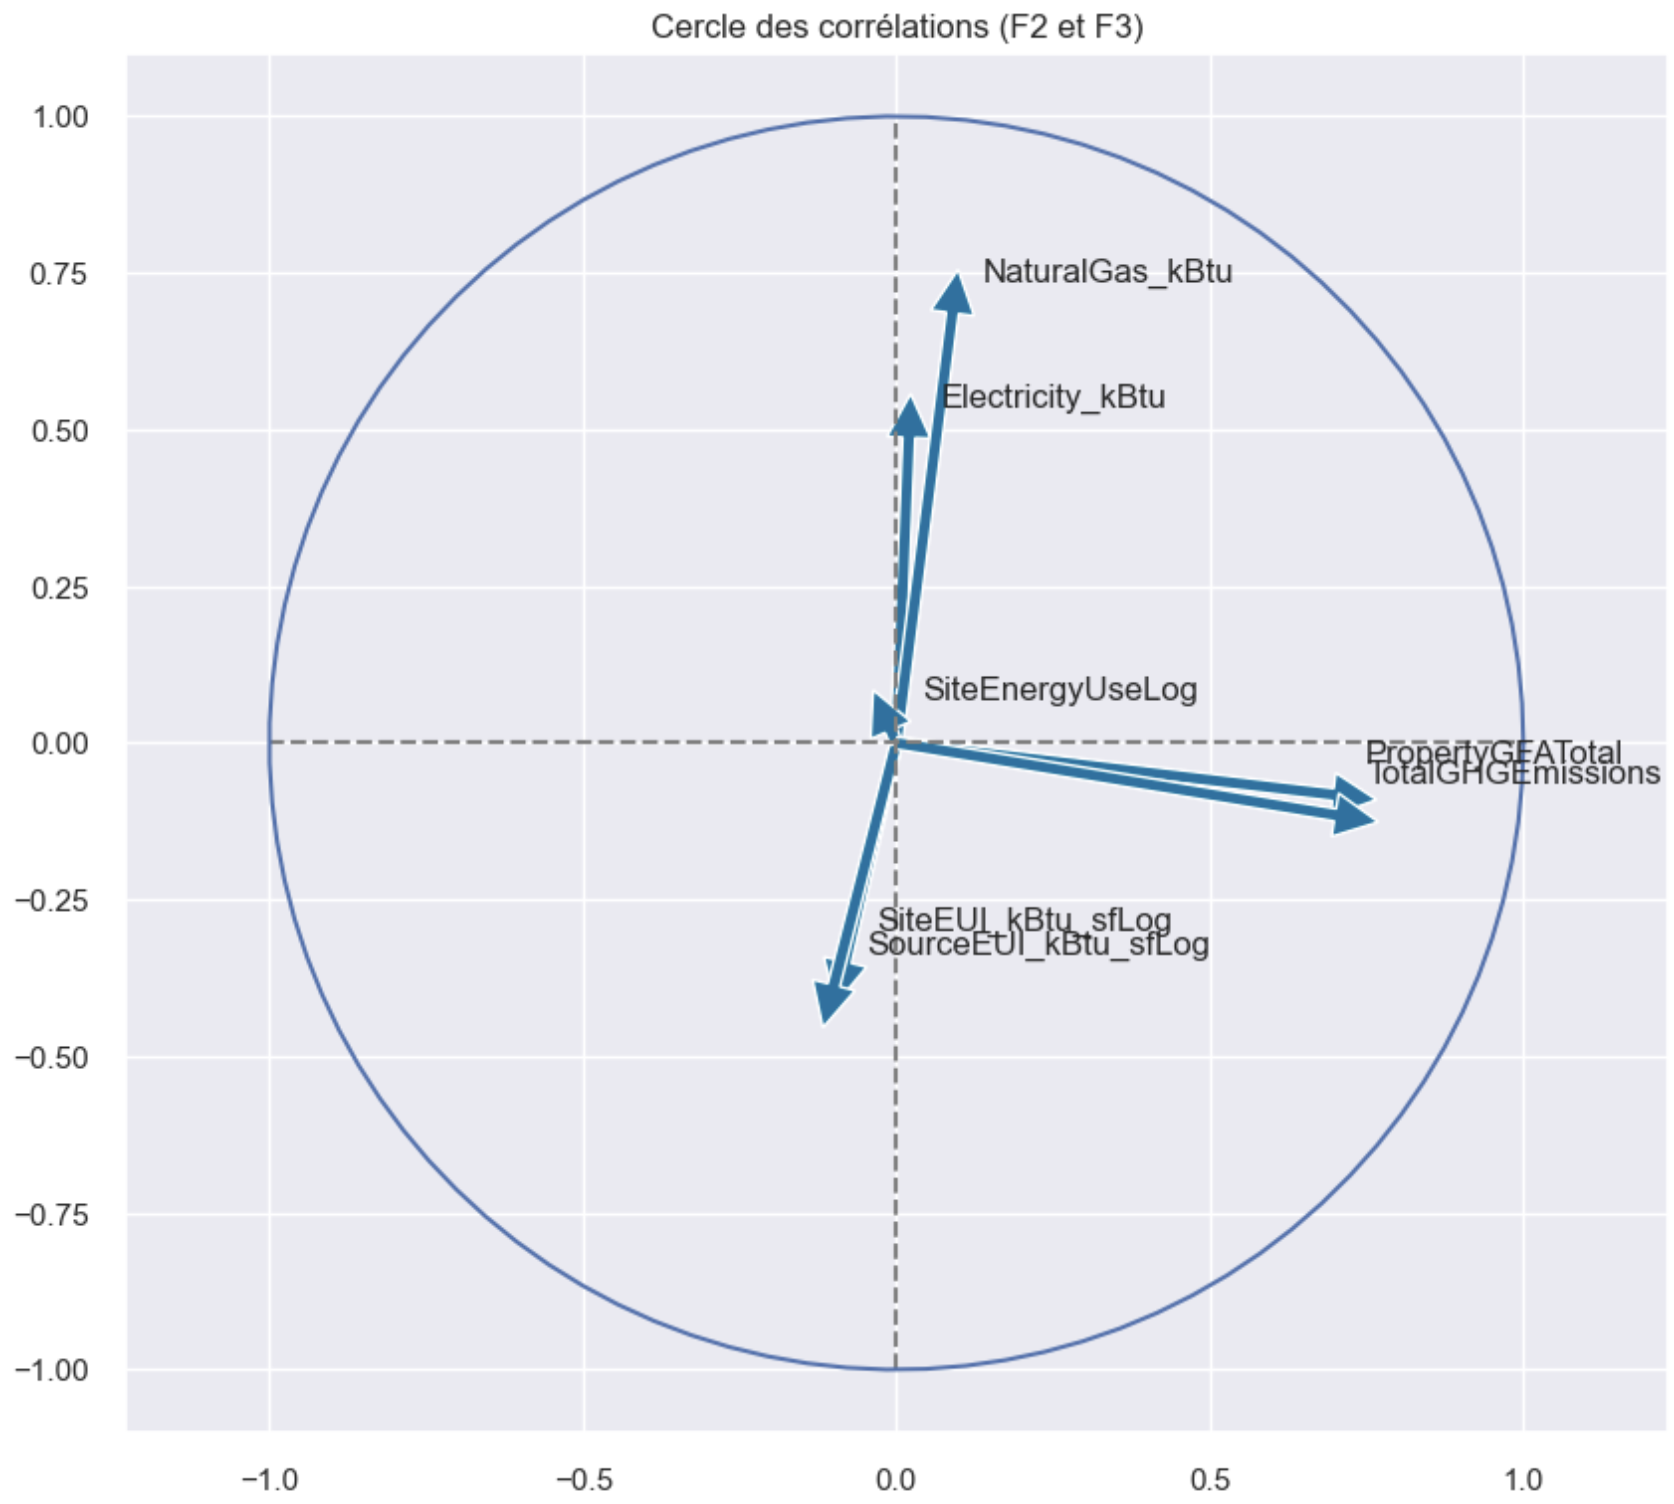 Cercle des corrélations (F2 et F3)
1.00
0.75
NaturalGas_kBtu
Electricity_kBtu
0.50
0.25
SiteEnergyUseLog
0.00
PropertyGFATotal
TotalGHGEmissions
−0.25
SiteEUI_kBtu_sfLog
SourceEUI_kBtu_sfLog
−0.50
−0.75
−1.00
−1.0 −0.5 0.0 0.5 1.0